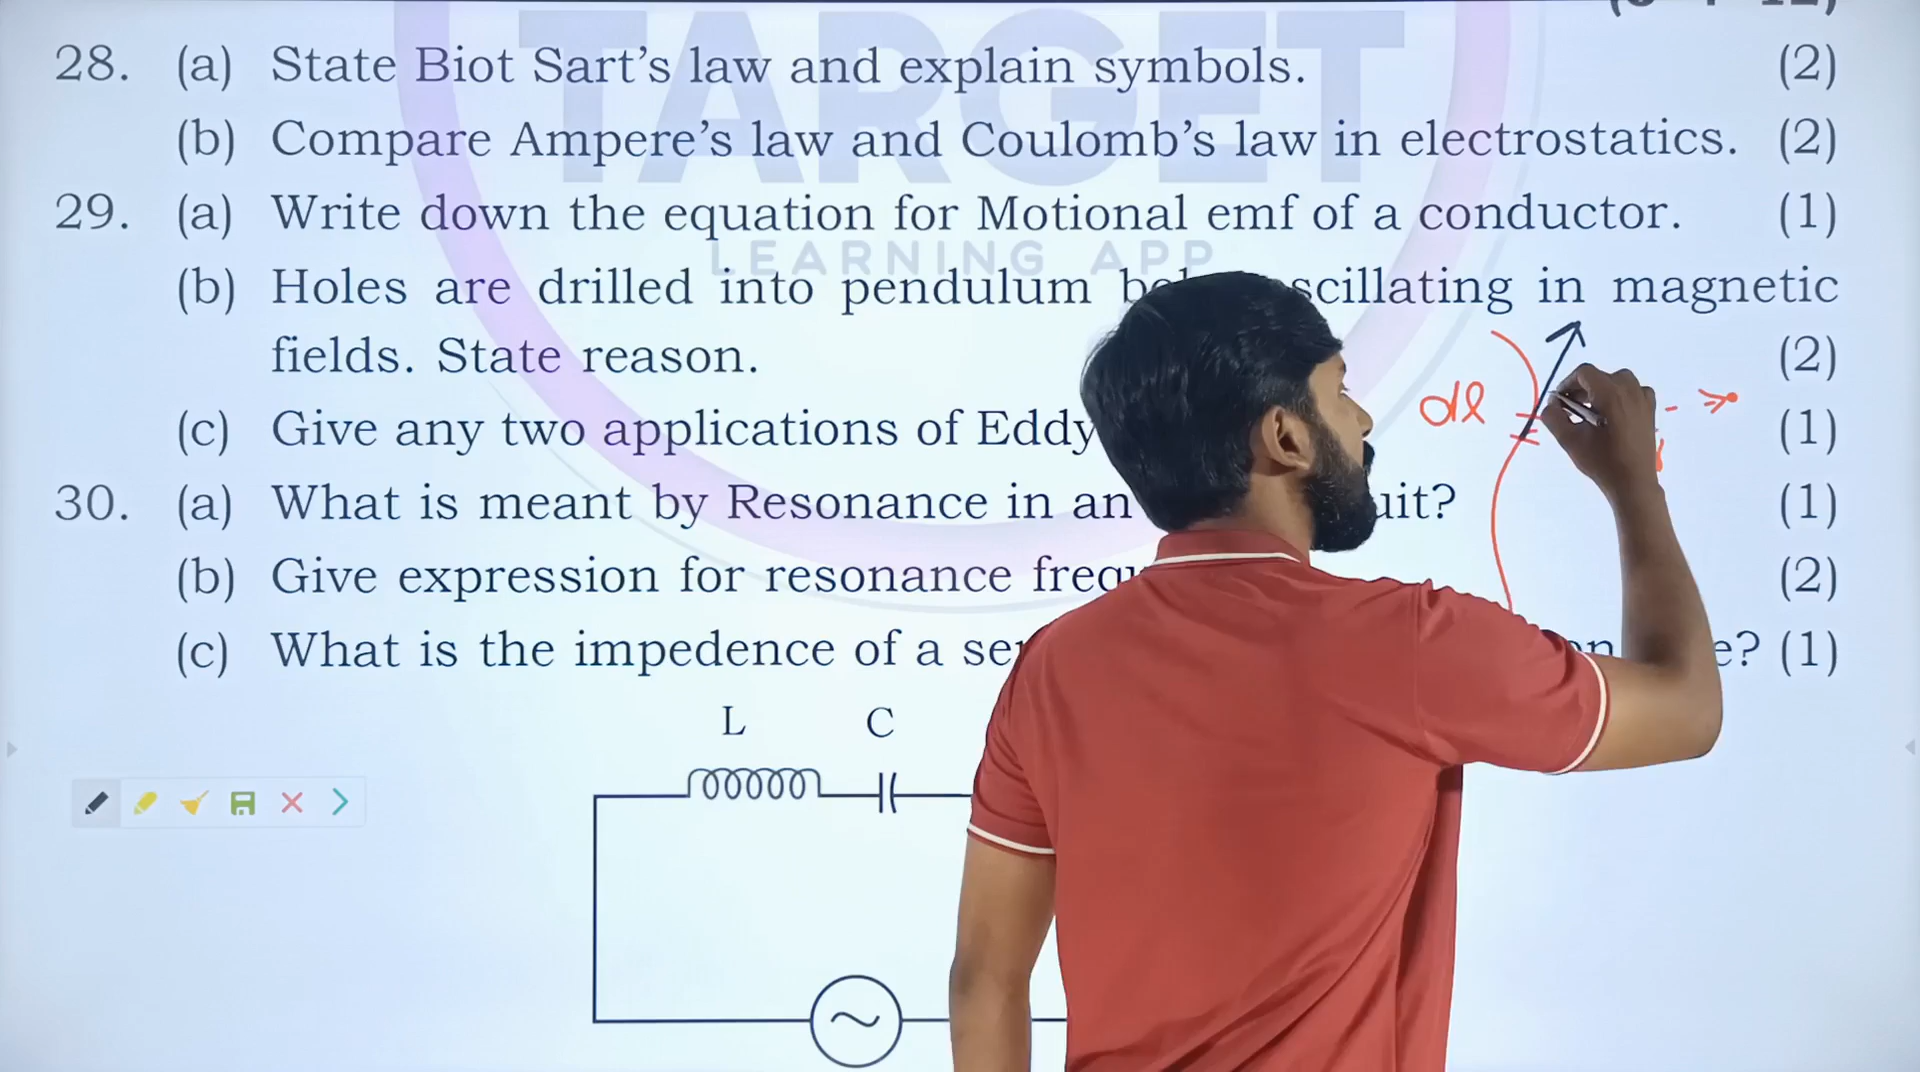 TARGET
LEARNING APP
28. (a) State Biot Sart's law and explain symbols. (2)
(b) Compare Ampere's law and Coulomb's law in electrostatics. (2)
29. (a) Write down the equation for Motional emf of a conductor. (1)
(b) Holes are drilled into pendulum in magnetic
fields. State reason. (2)
(c) Give any two applications of Eddy (1)
dl
30. (a) What is meant by Resonance in an (1)
(b) Give expression for resonance (2)
(c) What is the impedence of a (1)
L C